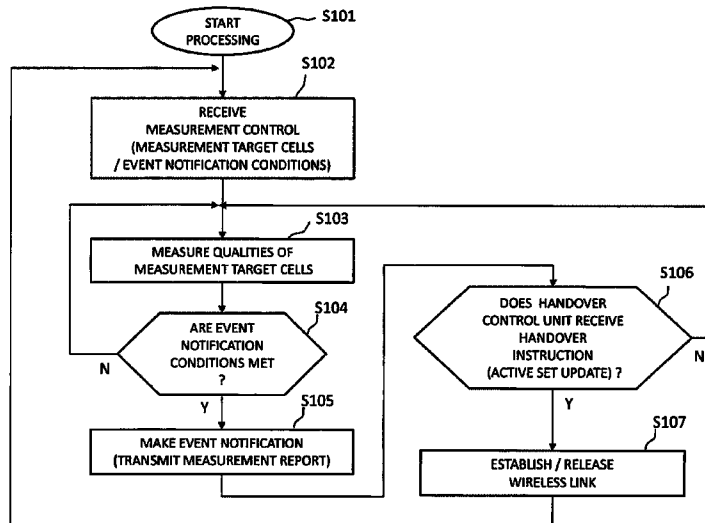 START
PROCESSING
S101
S102
RECEIVE
MEASUREMENT CONTROL
(MEASUREMENT TARGET CELLS
/ EVENT NOTIFICATION CONDITIONS)
S103
MEASURE QUALITIES OF
MEASUREMENT TARGET CELLS
S104
ARE EVENT
NOTIFICATION
CONDITIONS MET
?
N
Y
S105
MAKE EVENT NOTIFICATION
(TRANSMIT MEASUREMENT REPORT)
S106
DOES HANDOVER
CONTROL UNIT RECEIVE
HANDOVER
INSTRUCTION
(ACTIVE SET UPDATE) ?
N
Y
S107
ESTABLISH / RELEASE
WIRELESS LINK